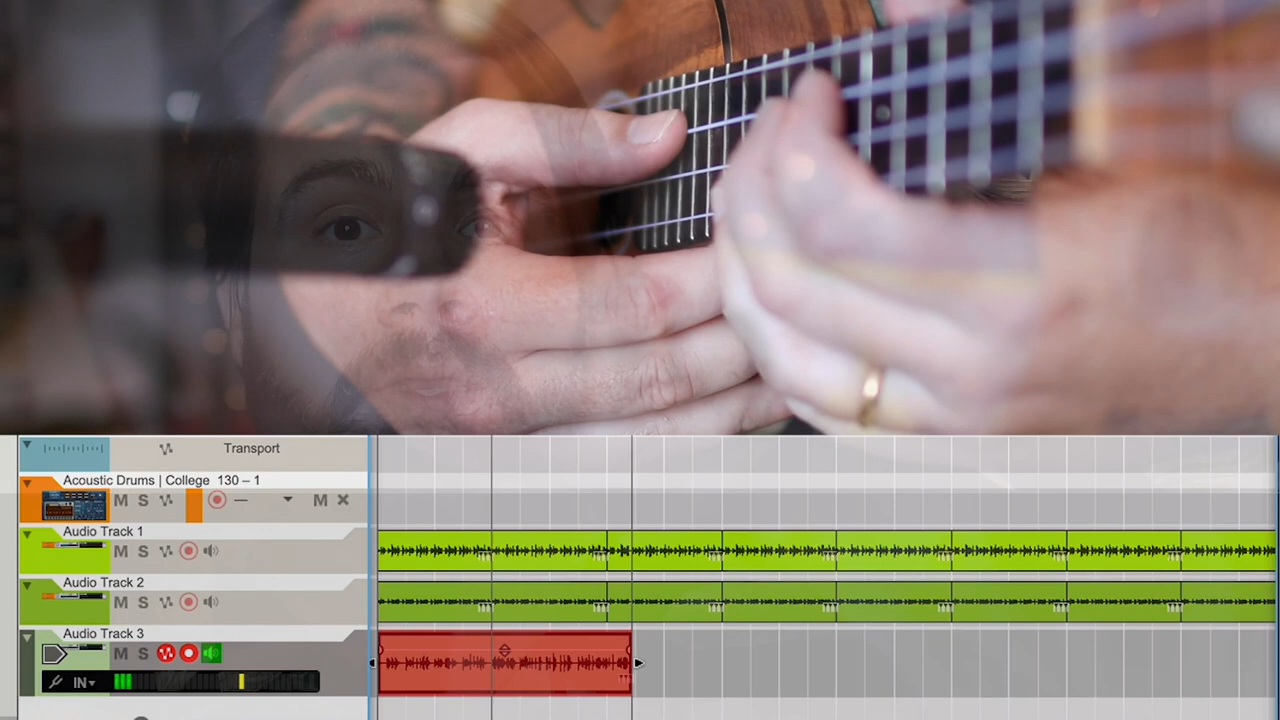 Transport
Acoustic Drums | College 130 – 1
M S M ✕
Audio Track 1
M S
Audio Track 2
M S
Audio Track 3
M S
IN